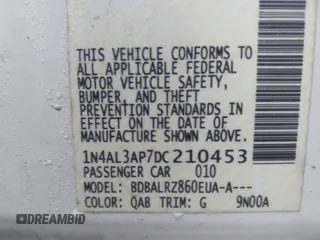 THIS VEHICLE CONFORMS TO
ALL APPLICABLE FEDERAL
MOTOR VEHICLE SAFETY,
BUMPER, AND THEFT
PREVENTION STANDARDS IN
EFFECT ON THE DATE OF
MANUFACTURE SHOWN ABOVE.
1N4AL3AP7DC210453
PASSENGER CAR 010
MODEL: BDBALRZ860EUA-A---
COLOR: QAB TRIM: G 9N00A
DREAMBID